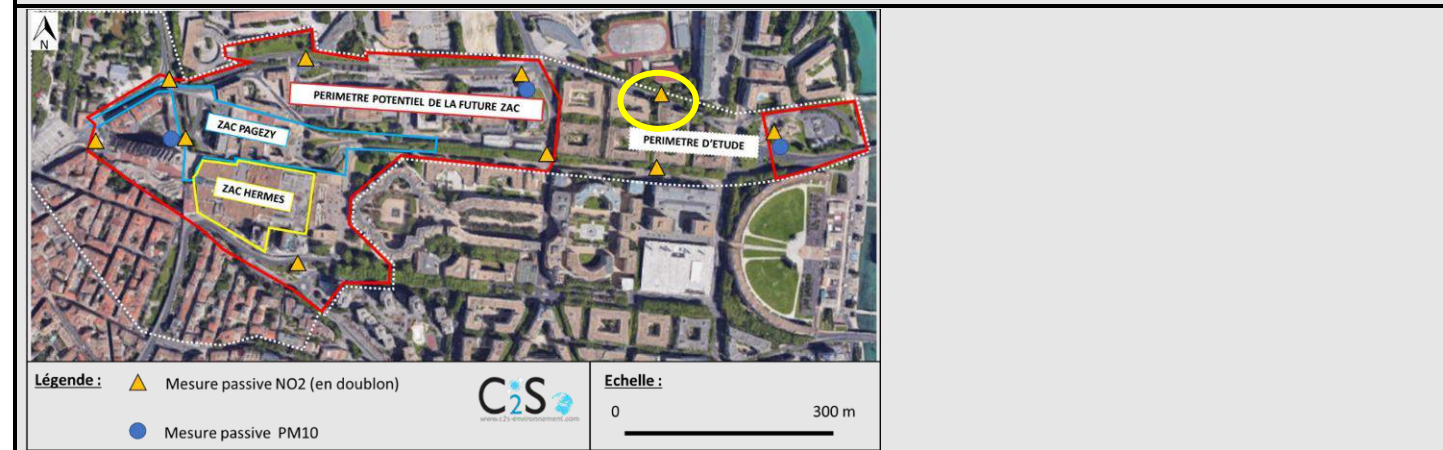 N
PERIMETRE POTENTIEL DE LA FUTURE ZAC
ZAC PAGEZY
PERIMETRE D'ETUDE
ZAC HERMES
Légende :
Mesure passive NO2 (en doublon)
Mesure passive PM10
C2S
www.c2s-environnement.com
Echelle :
0 300 m